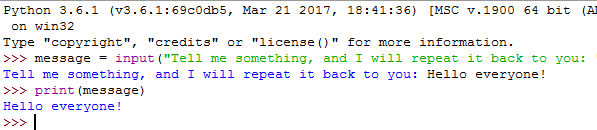 Python 3.6.1 (v3.6.1:69c0db5, Mar 21 2017, 18:41:36) [MSC v.1900 64 bit
on win32
Type "copyright", "credits" or "license()" for more information.
>>> message = input("Tell me something, and I will repeat it back to you:
Tell me something, and I will repeat it back to you: Hello everyone!
>>> print(message)
Hello everyone!
>>>